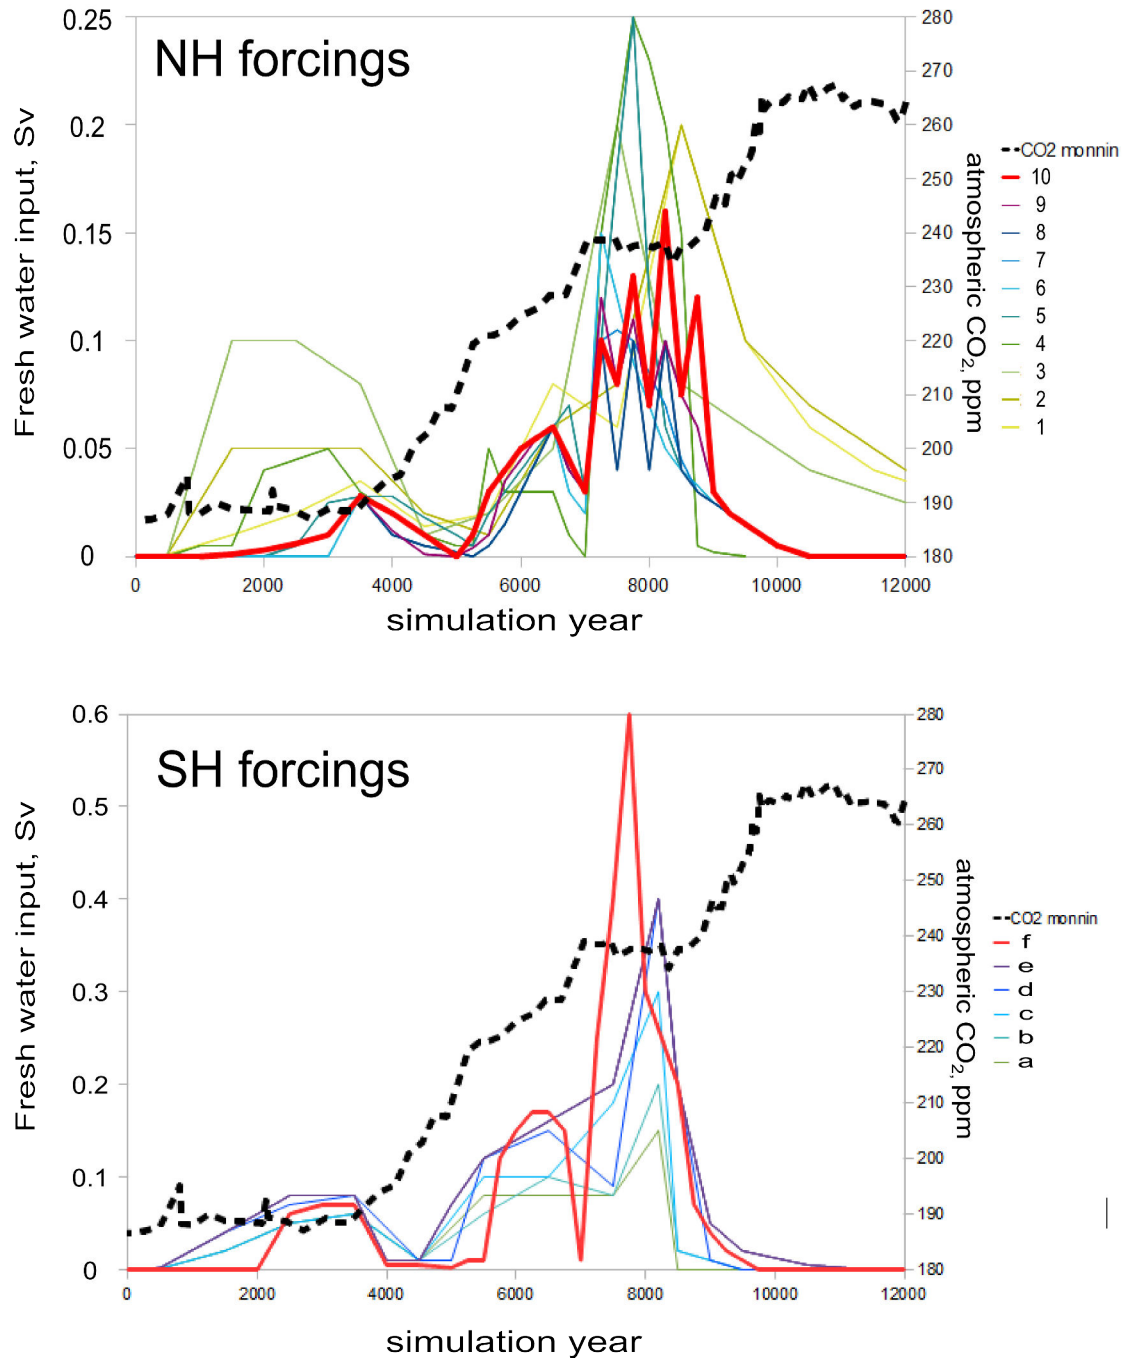 NH forcings
Fresh water input, Sv
0.25
0.2
0.15
0.1
0.05
0
280
270
260
250
240
230
220
210
200
190
180
atmospheric CO2, ppm
0 2000 4000 6000 8000 10000 12000
simulation year
CO2 monnin
10
9
8
7
6
5
4
3
2
1
SH forcings
Fresh water input, Sv
0.6
0.5
0.4
0.3
0.2
0.1
0
280
270
260
250
240
230
220
210
200
190
180
atmospheric CO2, ppm
0 2000 4000 6000 8000 10000 12000
simulation year
CO2 monnin
f
e
d
c
b
a